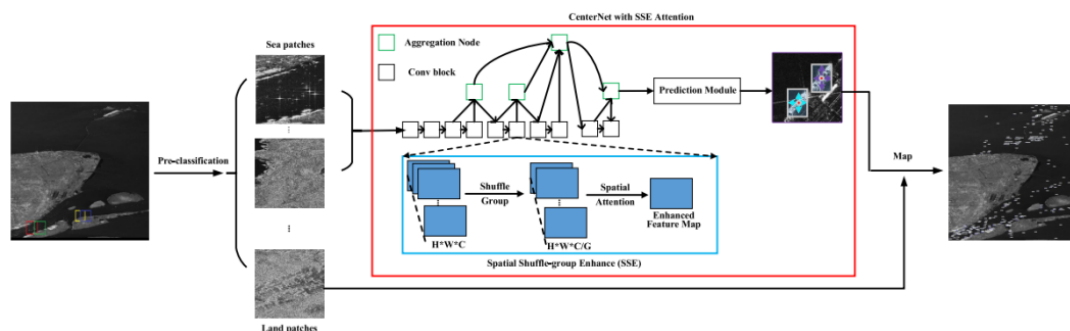 CenterNet with SSE Attention
Sea patches
Aggregation Node
Conv block
Prediction Module
Pre-classification
Map
Shuffle
Group
Spatial
Attention
Enhanced
Feature Map
H*W*C
H*W*C/G
Spatial Shuffle-group Enhance (SSE)
Land patches